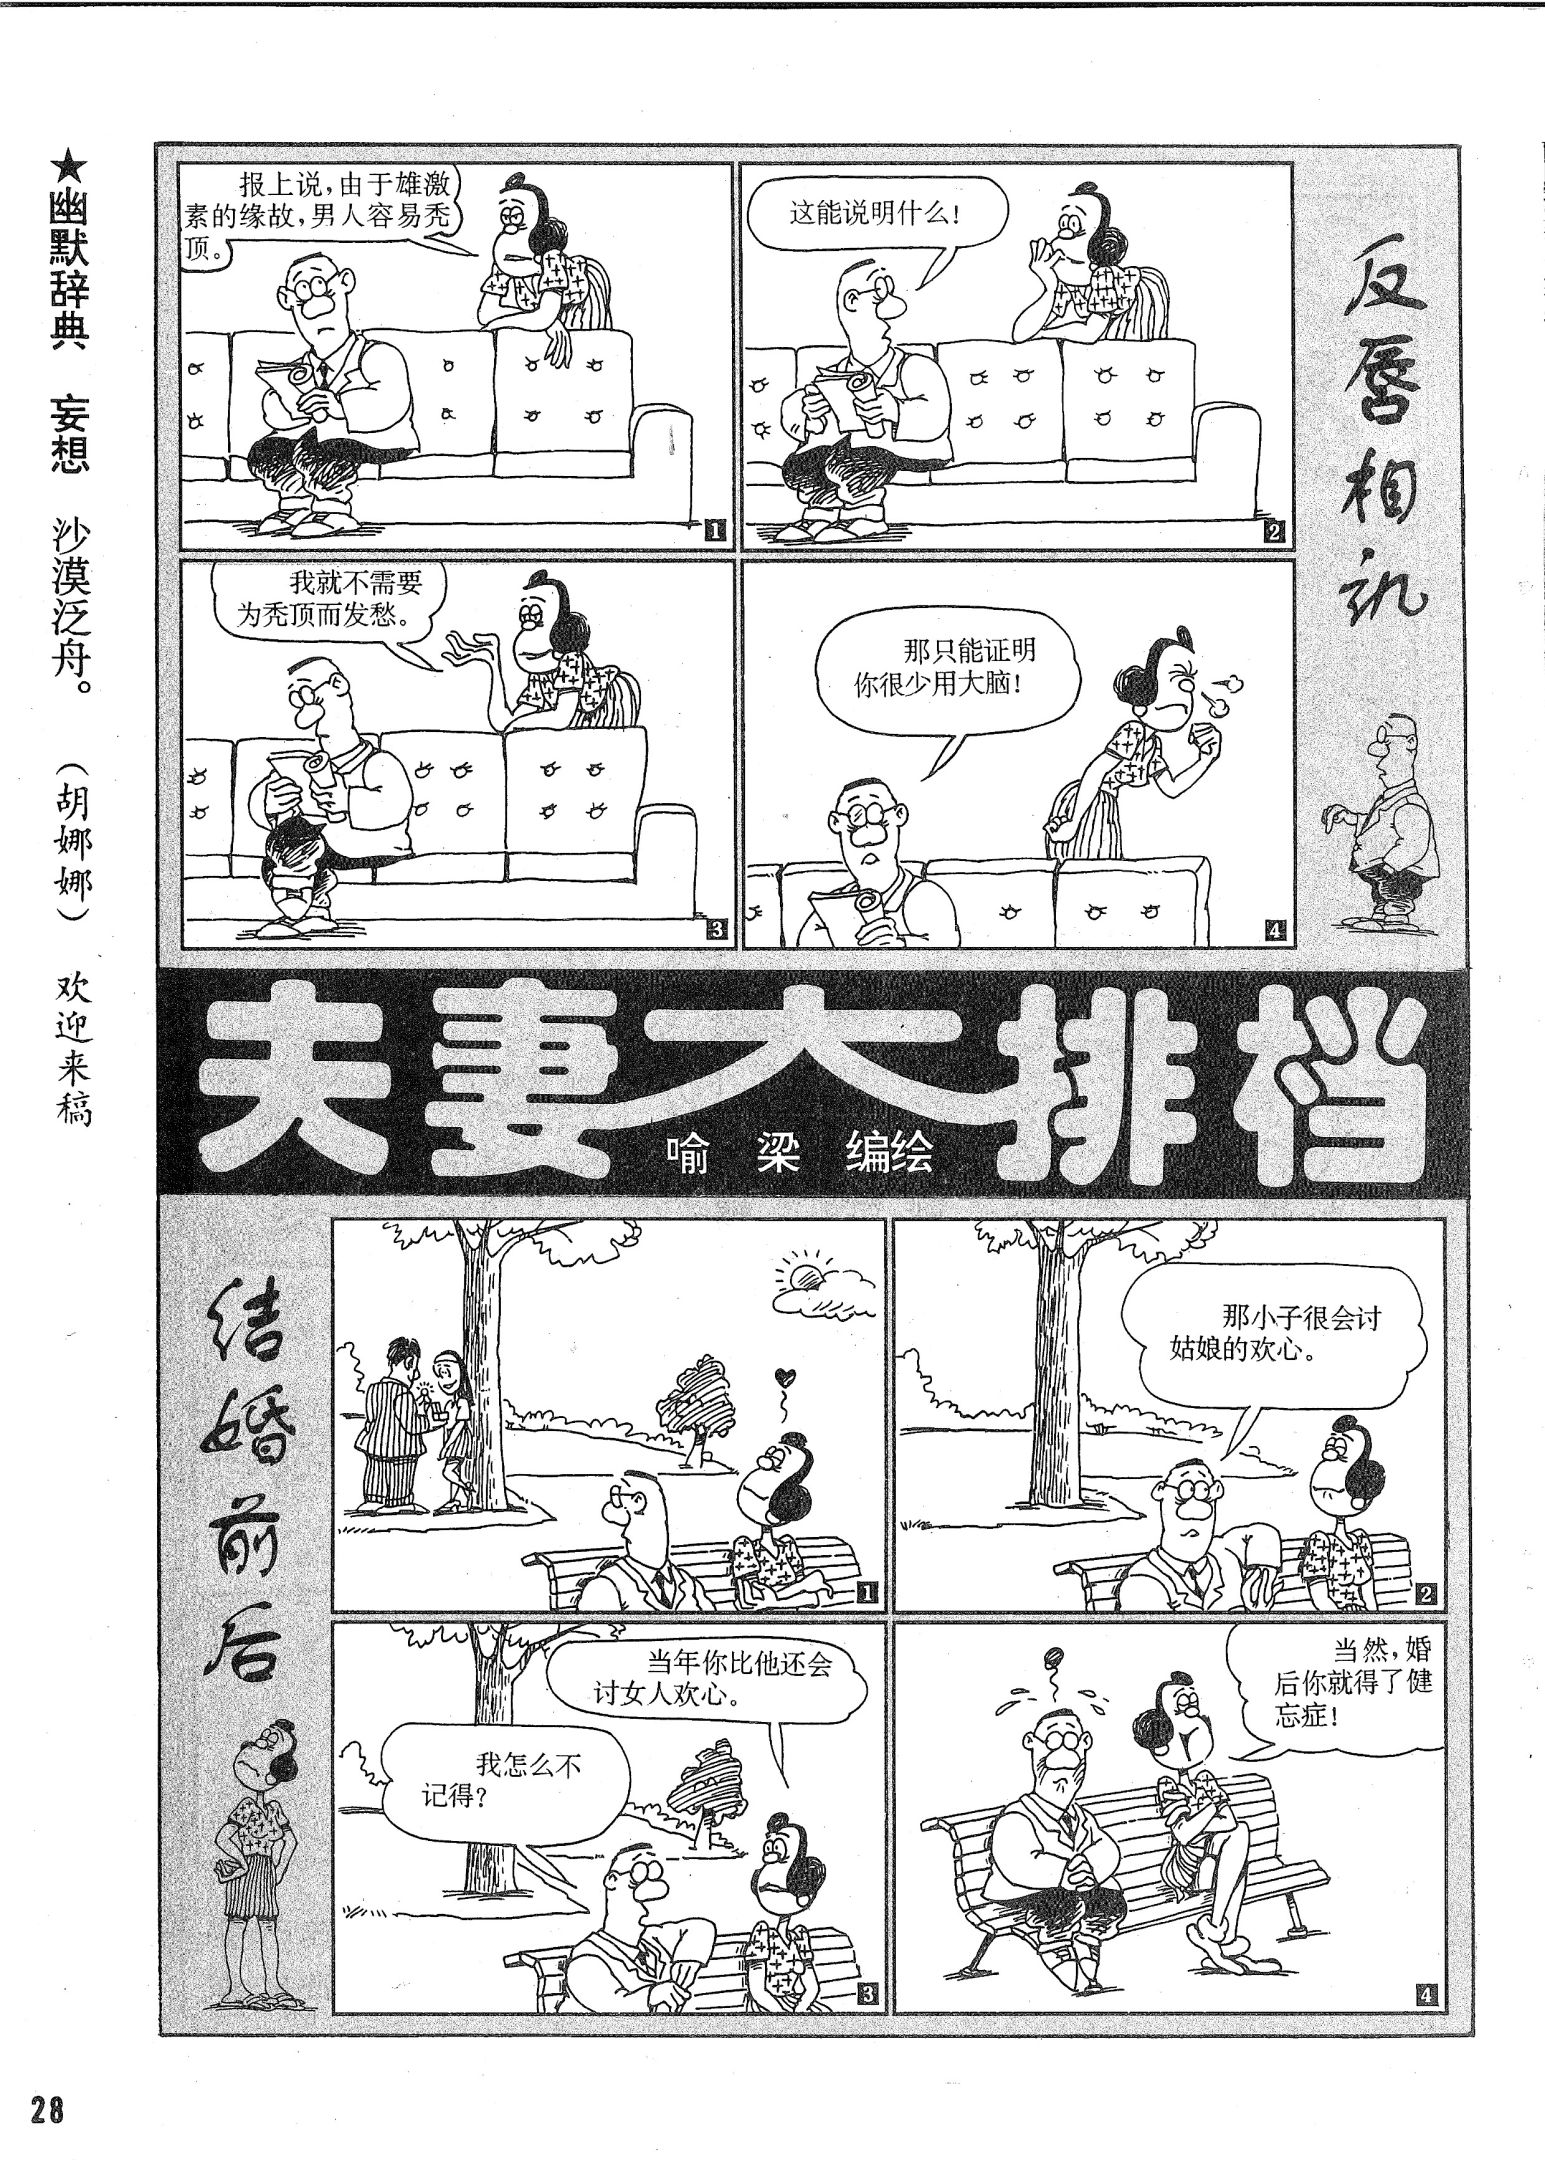 ★幽默辞典　妄想　沙漠泛舟。　（胡娜娜）　欢迎来稿
反唇相讥
报上说，由于雄激
素的缘故，男人容易秃
顶。
1
这能说明什么！
2
我就不需要
为秃顶而发愁。
3
那只能证明
你很少用大脑！
4
夫妻大排档
喻　梁　编绘
结婚前后
1
那小子很会讨
姑娘的欢心。
2
当年你比他还会
讨女人欢心。
我怎么不
记得？
3
当然，婚
后你就得了健
忘症！
4
28